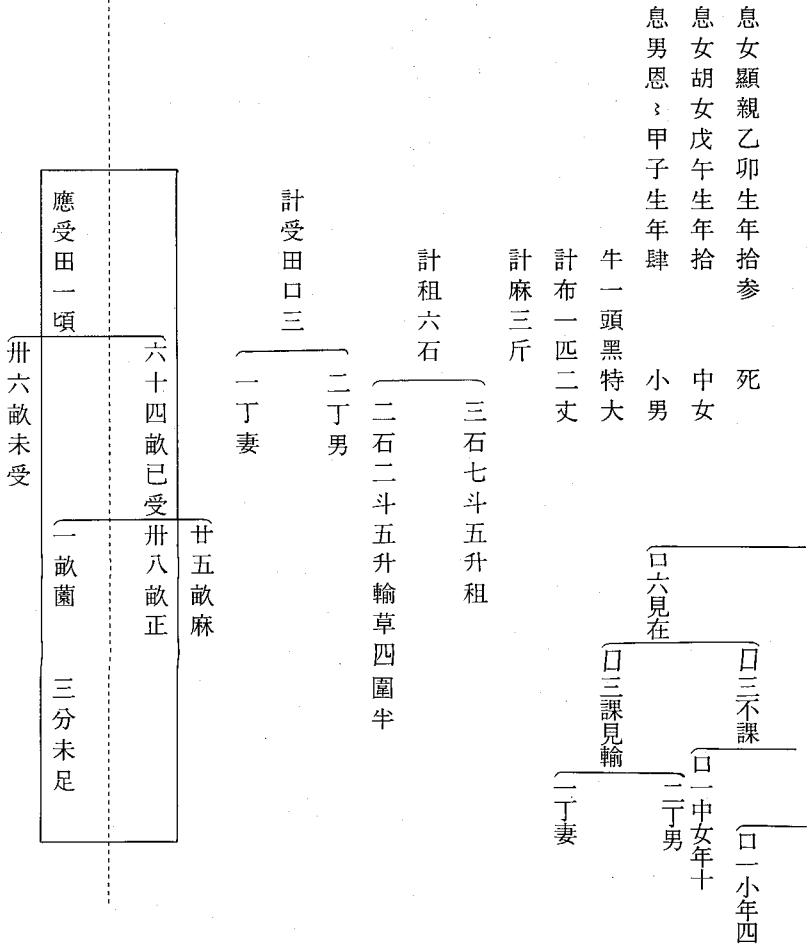 息女顯親乙卯生年拾参 死
口三不課
口一小年四
息女胡女戊午生年拾 中女
口一中女年十
息男恩〻甲子生年肆 小男
口六見在
二丁男
牛一頭黑特大
口三課見輸
計布一匹二丈
一丁妻
計麻三斤
計租六石
三石七斗五升租
二石二斗五升輸草四圍半
計受田口三
二丁男
一丁妻
應受田一頃
六十四畝已受
廿五畝麻
卅八畝正
一畝薗 三分未足
卅六畝未受